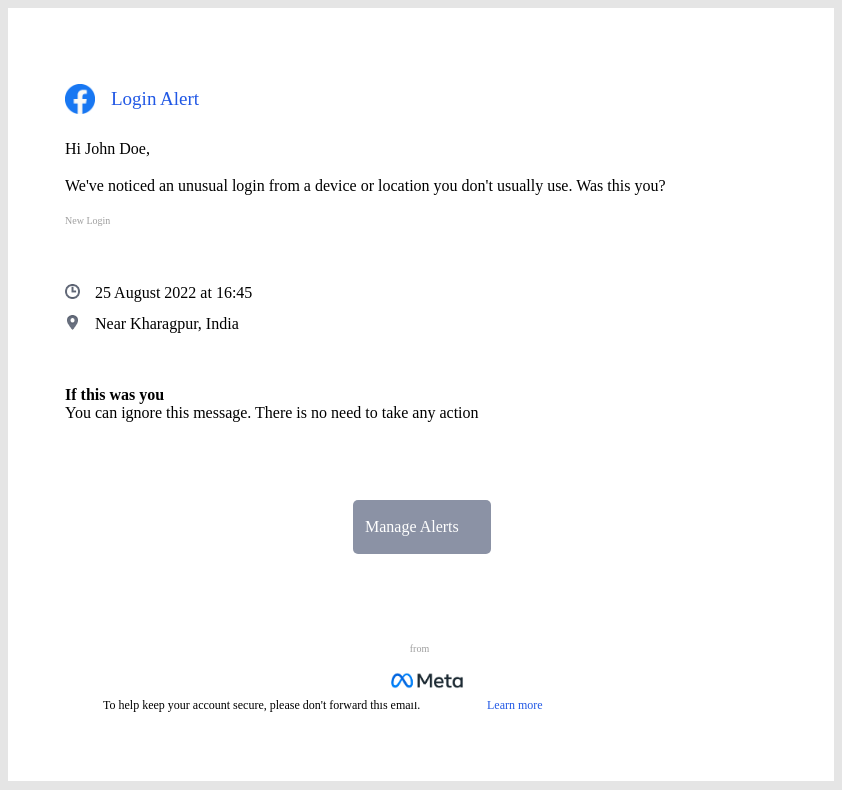 Login Alert
Hi John Doe,
We've noticed an unusual login from a device or location you don't usually use. Was this you?
New Login
25 August 2022 at 16:45
Near Kharagpur, India
If this was you
You can ignore this message. There is no need to take any action
Manage Alerts
from
Meta
To help keep your account secure, please don't forward this email. Learn more